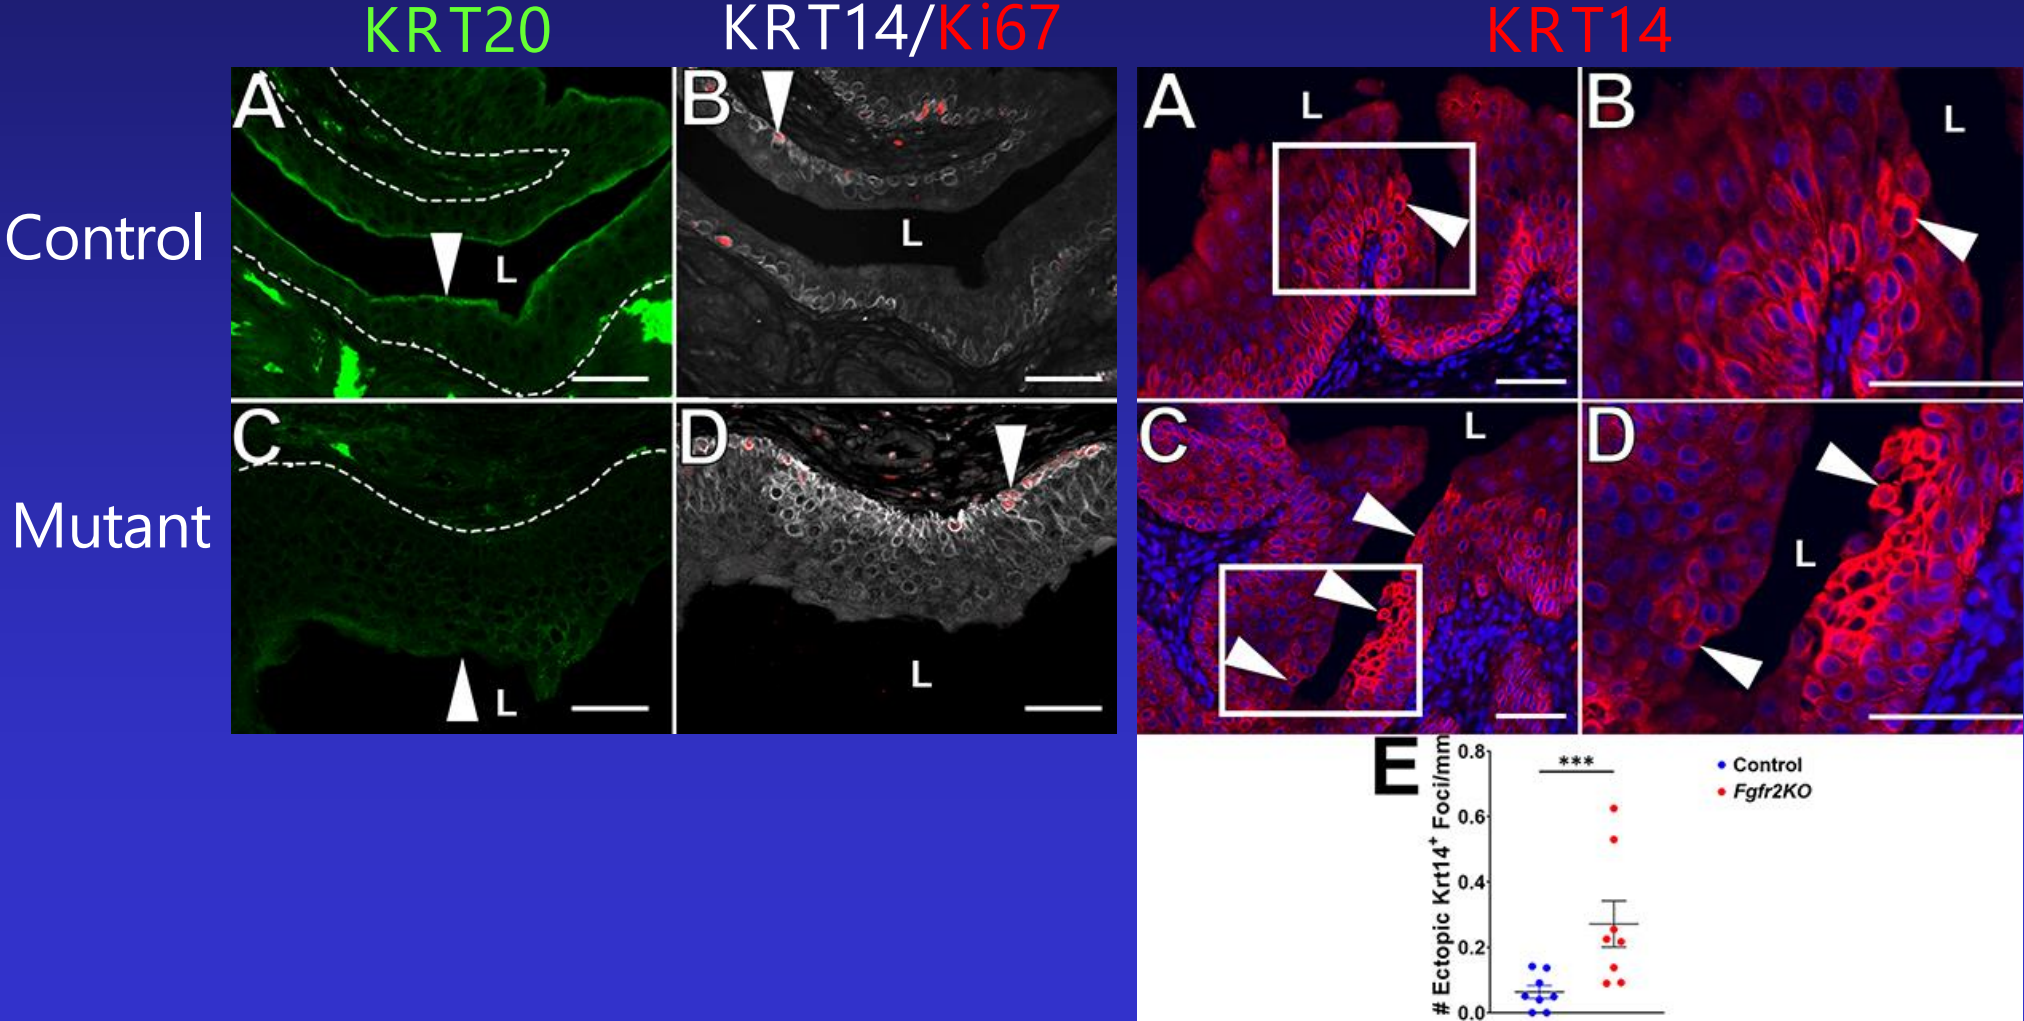 KRT20
KRT14/Ki67
KRT14
Control
Mutant
A
L
B
L
C
L
D
L
A
L
B
L
C
L
D
L
E
# Ectopic Krt14⁺ Foci/mm
0.8
0.6
0.4
0.2
0.0
***
Control
Fgfr2KO